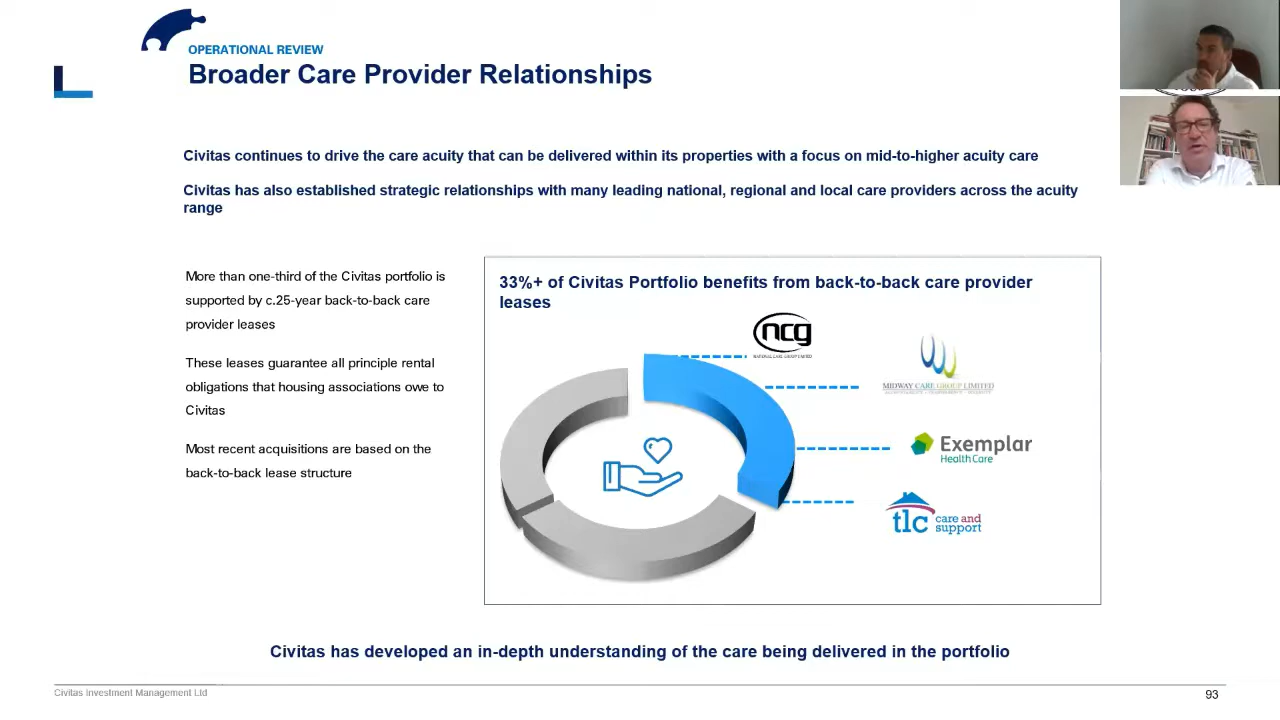 OPERATIONAL REVIEW
Broader Care Provider Relationships
Civitas continues to drive the care acuity that can be delivered within its properties with a focus on mid-to-higher acuity care
Civitas has also established strategic relationships with many leading national, regional and local care providers across the acuity
range
More than one-third of the Civitas portfolio is
supported by c.25-year back-to-back care
provider leases
These leases guarantee all principle rental
obligations that housing associations owe to
Civitas
Most recent acquisitions are based on the
back-to-back lease structure
33%+ of Civitas Portfolio benefits from back-to-back care provider
leases
ncg
NATIONAL CARE GROUP LIMITED
MIDWAY CARE GROUP LIMITED
Exemplar
Health Care
tlc care and
support
Civitas has developed an in-depth understanding of the care being delivered in the portfolio
Civitas Investment Management Ltd
93